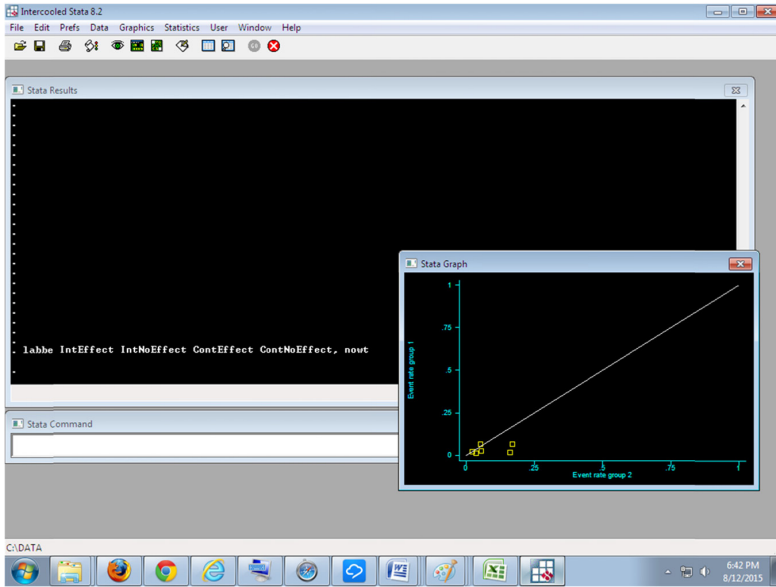 Intercooled Stata 8.2
File Edit Prefs Data Graphics Statistics User Window Help
Stata Results
. labbe IntEffect IntNoEffect ContEffect ContNoEffect, nowt
.
Stata Graph
Event rate group 1
1
.75
.5
.25
0
0 .25 .5 .75 1
Event rate group 2
Stata Command
C:\DATA
6:42 PM
8/12/2015